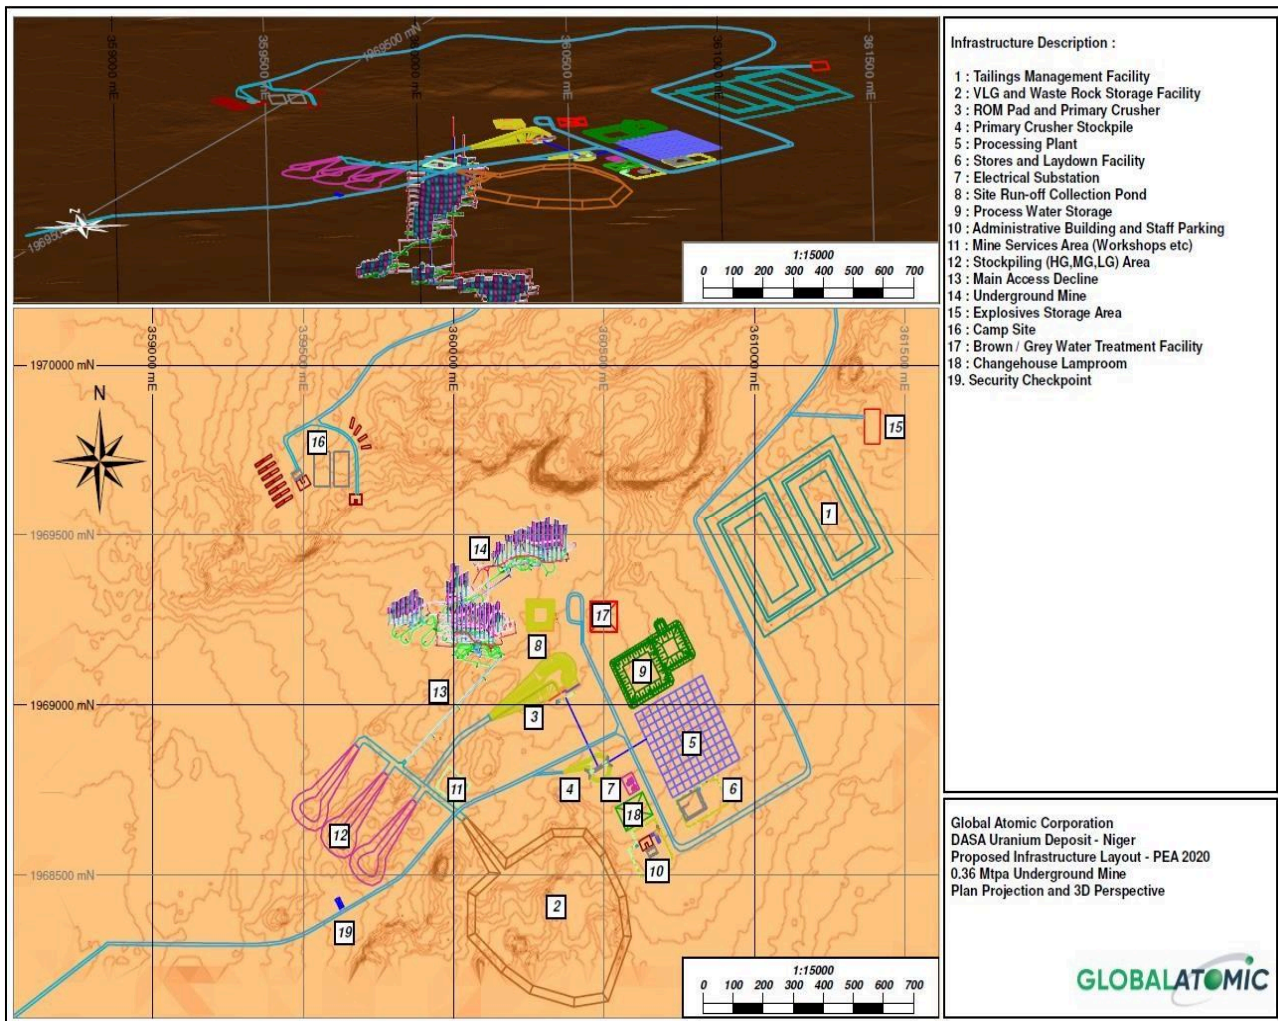 359000 mE
359500 mE
360000 mE
360500 mE
361000 mE
361500 mE
1969500 mN
1969500
1:15000
0 100 200 300 400 500 600 700
359000 mE
359500 mE
360000 mE
360500 mE
361000 mE
361500 mE
1970000 mN
N
16
15
1
1969500 mN
14
17
8
9
13
1969000 mN
3
5
11
4
7
6
18
12
10
1968500 mN
2
19
1:15000
0 100 200 300 400 500 600 700
Infrastructure Description :
1 : Tailings Management Facility
2 : VLG and Waste Rock Storage Facility
3 : ROM Pad and Primary Crusher
4 : Primary Crusher Stockpile
5 : Processing Plant
6 : Stores and Laydown Facility
7 : Electrical Substation
8 : Site Run-off Collection Pond
9 : Process Water Storage
10 : Administrative Building and Staff Parking
11 : Mine Services Area (Workshops etc)
12 : Stockpiling (HG,MG,LG) Area
13 : Main Access Decline
14 : Underground Mine
15 : Explosives Storage Area
16 : Camp Site
17 : Brown / Grey Water Treatment Facility
18 : Changehouse Lamproom
19. Security Checkpoint
Global Atomic Corporation
DASA Uranium Deposit - Niger
Proposed Infrastructure Layout - PEA 2020
0.36 Mtpa Underground Mine
Plan Projection and 3D Perspective
GLOBALATOMIC